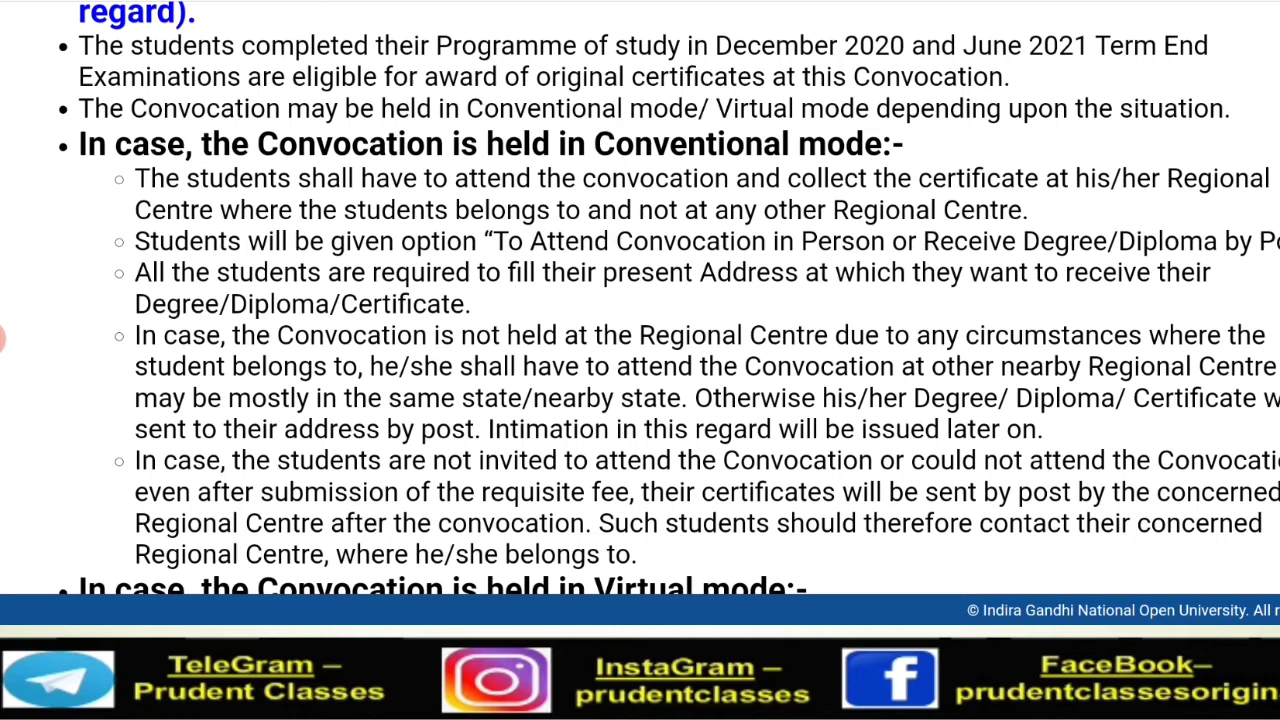 regard).
• The students completed their Programme of study in December 2020 and June 2021 Term End
Examinations are eligible for award of original certificates at this Convocation.
• The Convocation may be held in Conventional mode/ Virtual mode depending upon the situation.
• In case, the Convocation is held in Conventional mode:-
○ The students shall have to attend the convocation and collect the certificate at his/her Regional
Centre where the students belongs to and not at any other Regional Centre.
○ Students will be given option “To Attend Convocation in Person or Receive Degree/Diploma by
○ All the students are required to fill their present Address at which they want to receive their
Degree/Diploma/Certificate.
○ In case, the Convocation is not held at the Regional Centre due to any circumstances where the
student belongs to, he/she shall have to attend the Convocation at other nearby Regional Centre
may be mostly in the same state/nearby state. Otherwise his/her Degree/ Diploma/ Certificate
sent to their address by post. Intimation in this regard will be issued later on.
○ In case, the students are not invited to attend the Convocation or could not attend the
even after submission of the requisite fee, their certificates will be sent by post by the concerned
Regional Centre after the convocation. Such students should therefore contact their concerned
Regional Centre, where he/she belongs to.
• In case, the Convocation is held in Virtual mode:-
© Indira Gandhi National Open University. All
TeleGram –
Prudent Classes
InstaGram –
prudentclasses
FaceBook–
prudentclassesorigin